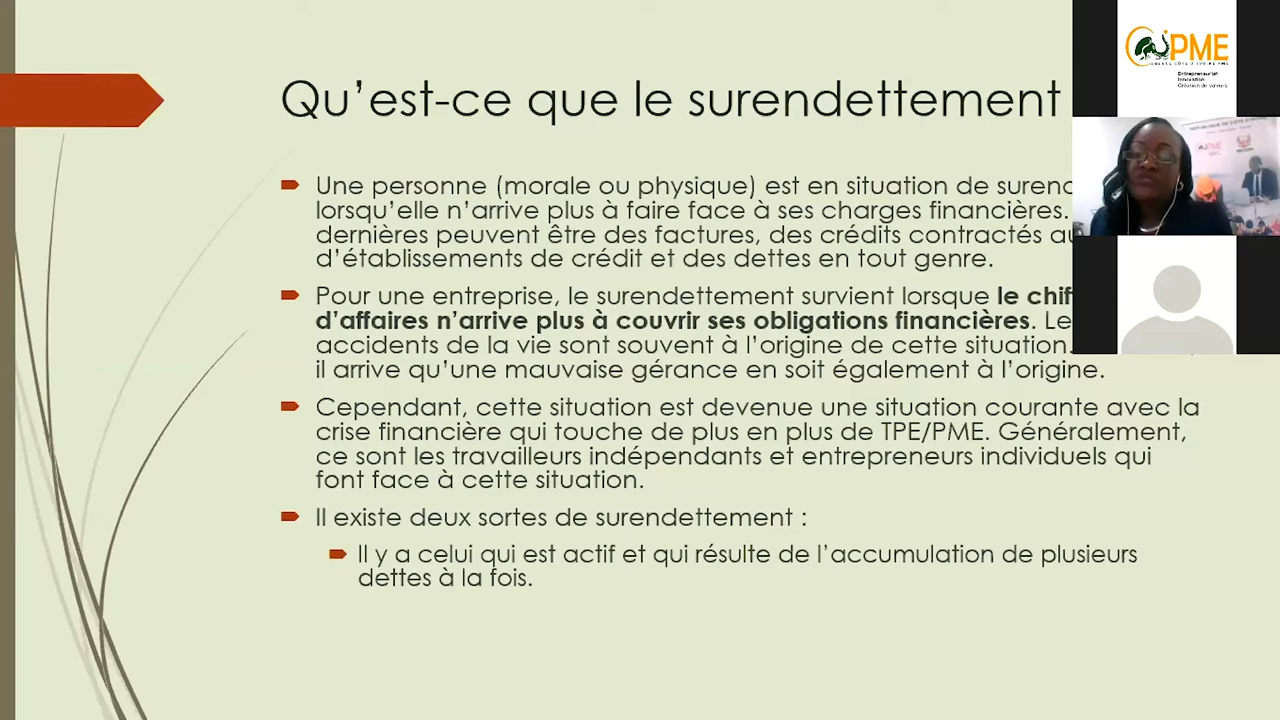 Qu’est-ce que le surendettement
Une personne (morale ou physique) est en situation de
lorsqu’elle n’arrive plus à faire face à ses charges financières.
dernières peuvent être des factures, des crédits contractés
d’établissements de crédit et des dettes en tout genre.
Pour une entreprise, le surendettement survient lorsque le
d’affaires n’arrive plus à couvrir ses obligations financières. Le
accidents de la vie sont souvent à l’origine de cette situation.
il arrive qu’une mauvaise gérance en soit également à l’origine.
Cependant, cette situation est devenue une situation courante avec la
crise financière qui touche de plus en plus de TPE/PME. Généralement,
ce sont les travailleurs indépendants et entrepreneurs individuels qui
font face à cette situation.
Il existe deux sortes de surendettement :
Il y a celui qui est actif et qui résulte de l’accumulation de plusieurs
dettes à la fois.
PME
Entrepreneuriat
Innovation
Création de valeurs
PME